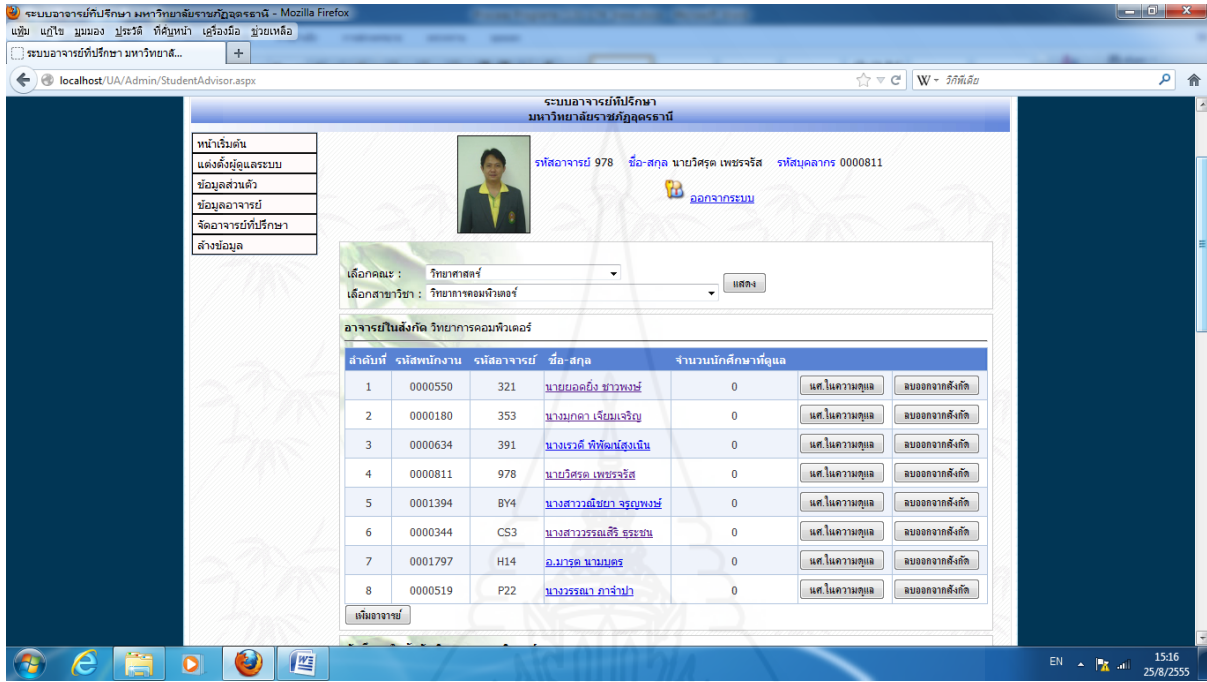 ระบบอาจารย์ที่ปรึกษา มหาวิทยาลัยราชภัฏอุดรธานี - Mozilla Firefox
แฟ้ม แก้ไข มุมมอง ประวัติ ที่คั่นหน้า เครื่องมือ ช่วยเหลือ
ระบบอาจารย์ที่ปรึกษา มหาวิทยาลั...
localhost/UA/Admin/StudentAdvisor.aspx
W - วิกิพีเดีย
ระบบอาจารย์ที่ปรึกษา
มหาวิทยาลัยราชภัฏอุดรธานี
หน้าเริ่มต้น
แต่งตั้งผู้ดูแลระบบ
ข้อมูลส่วนตัว
ข้อมูลอาจารย์
จัดอาจารย์ที่ปรึกษา
ล้างข้อมูล
รหัสอาจารย์ 978 ชื่อ-สกุล นายวิศรุต เพชรจรัส รหัสบุคลากร 0000811
ออกจากระบบ
เลือกคณะ : วิทยาศาสตร์
เลือกสาขาวิชา : วิทยาการคอมพิวเตอร์
แสดง
อาจารย์ในสังกัด วิทยาการคอมพิวเตอร์
ลำดับที่ รหัสพนักงาน รหัสอาจารย์ ชื่อ-สกุล จำนวนนักศึกษาที่ดูแล
1 0000550 321 นายยอดยิ่ง ชาวพงษ์ 0 นศ.ในความดูแล ลบออกจากสังกัด
2 0000180 353 นางมุกดา เจียมเจริญ 0 นศ.ในความดูแล ลบออกจากสังกัด
3 0000634 391 นางเรวดี พิพัฒน์สูงเนิน 0 นศ.ในความดูแล ลบออกจากสังกัด
4 0000811 978 นายวิศรุต เพชรจรัส 0 นศ.ในความดูแล ลบออกจากสังกัด
5 0001394 BY4 นางสาววณิชยา จรูญพงษ์ 0 นศ.ในความดูแล ลบออกจากสังกัด
6 0000344 CS3 นางสาววรรณสิริ ธุระชน 0 นศ.ในความดูแล ลบออกจากสังกัด
7 0001797 H14 อ.มารุต นามบุตร 0 นศ.ในความดูแล ลบออกจากสังกัด
8 0000519 P22 นางวรรณา ภาจำปา 0 นศ.ในความดูแล ลบออกจากสังกัด
เพิ่มอาจารย์
EN
15:16
25/8/2555